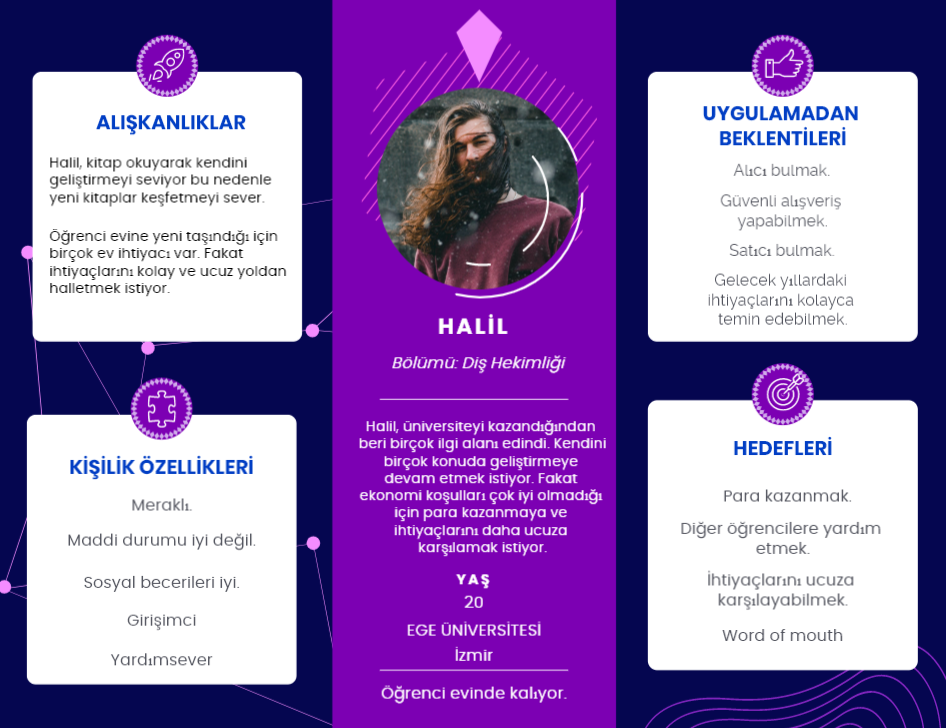 ALIŞKANLIKLAR
Halil, kitap okuyarak kendini
geliştirmeyi seviyor bu nedenle
yeni kitaplar keşfetmeyi sever.
Öğrenci evine yeni taşındığı için
birçok ev ihtiyacı var. Fakat
ihtiyaçlarını kolay ve ucuz yoldan
halletmek istiyor.
KİŞİLİK ÖZELLİKLERİ
Meraklı.
Maddi durumu iyi değil.
Sosyal becerileri iyi.
Girişimci
Yardımsever
HALİL
Bölümü: Diş Hekimliği
Halil, üniversiteyi kazandığından
beri birçok ilgi alanı edindi. Kendini
birçok konuda geliştirmeye
devam etmek istiyor. Fakat
ekonomi koşulları çok iyi olmadığı
için para kazanmaya ve
ihtiyaçlarını daha ucuza
karşılamak istiyor.
YAŞ
20
EGE ÜNİVERSİTESİ
İzmir
Öğrenci evinde kalıyor.
UYGULAMADAN
BEKLENTİLERİ
Alıcı bulmak.
Güvenli alışveriş
yapabilmek.
Satıcı bulmak.
Gelecek yıllardaki
ihtiyaçlarını kolayca
temin edebilmek.
HEDEFLERİ
Para kazanmak.
Diğer öğrencilere yardım
etmek.
İhtiyaçlarını ucuza
karşılayabilmek.
Word of mouth